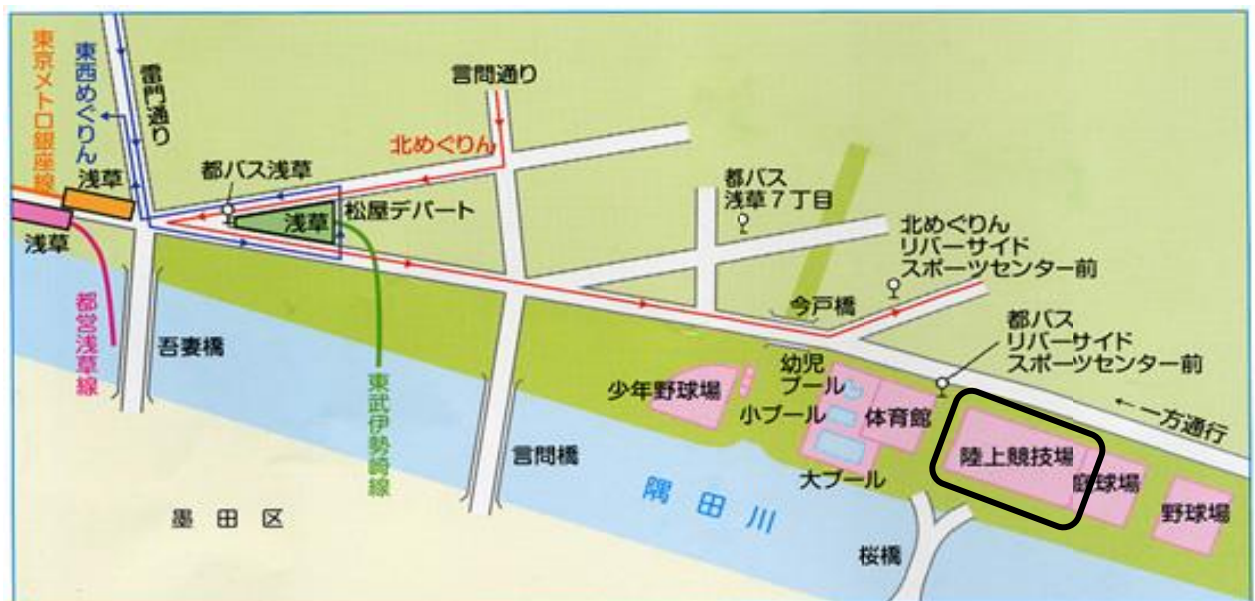 東京メトロ銀座線
東西めぐりん
雷門通り
言問通り
北めぐりん
都バス浅草
浅草
浅草
浅草
松屋デパート
都バス
浅草7丁目
北めぐりん
リバーサイド
スポーツセンター前
今戸橋
都バス
リバーサイド
スポーツセンター前
都営浅草線
吾妻橋
東武伊勢崎線
言問橋
少年野球場
幼児
プール
小プール
体育館
大プール
陸上競技場
庭球場
野球場
←一方通行
隅田川
桜橋
墨田区